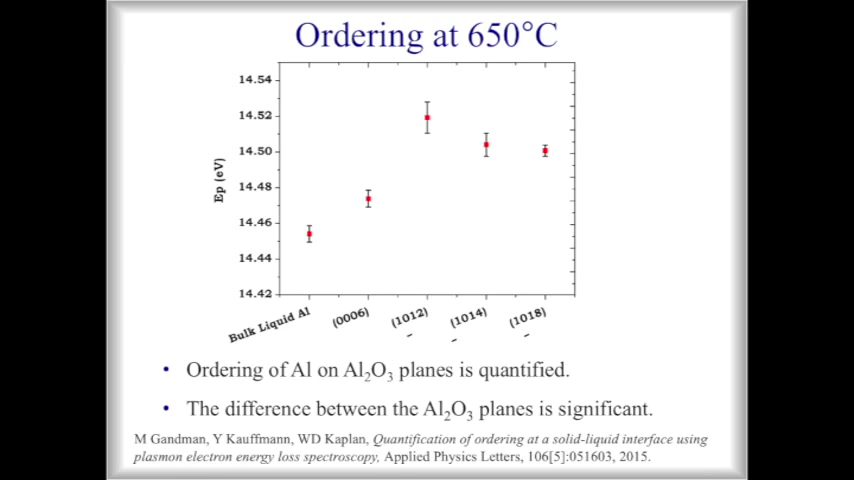 Ordering at 650°C
14.54
14.52
14.50
14.48
14.46
14.44
14.42
Ep (eV)
Bulk Liquid Al
(0006)
(1012)
(1014)
(1018)
• Ordering of Al on Al₂O₃ planes is quantified.
• The difference between the Al₂O₃ planes is significant.
M Gandman, Y Kauffmann, WD Kaplan, Quantification of ordering at a solid-liquid interface using
plasmon electron energy loss spectroscopy, Applied Physics Letters, 106[5]:051603, 2015.